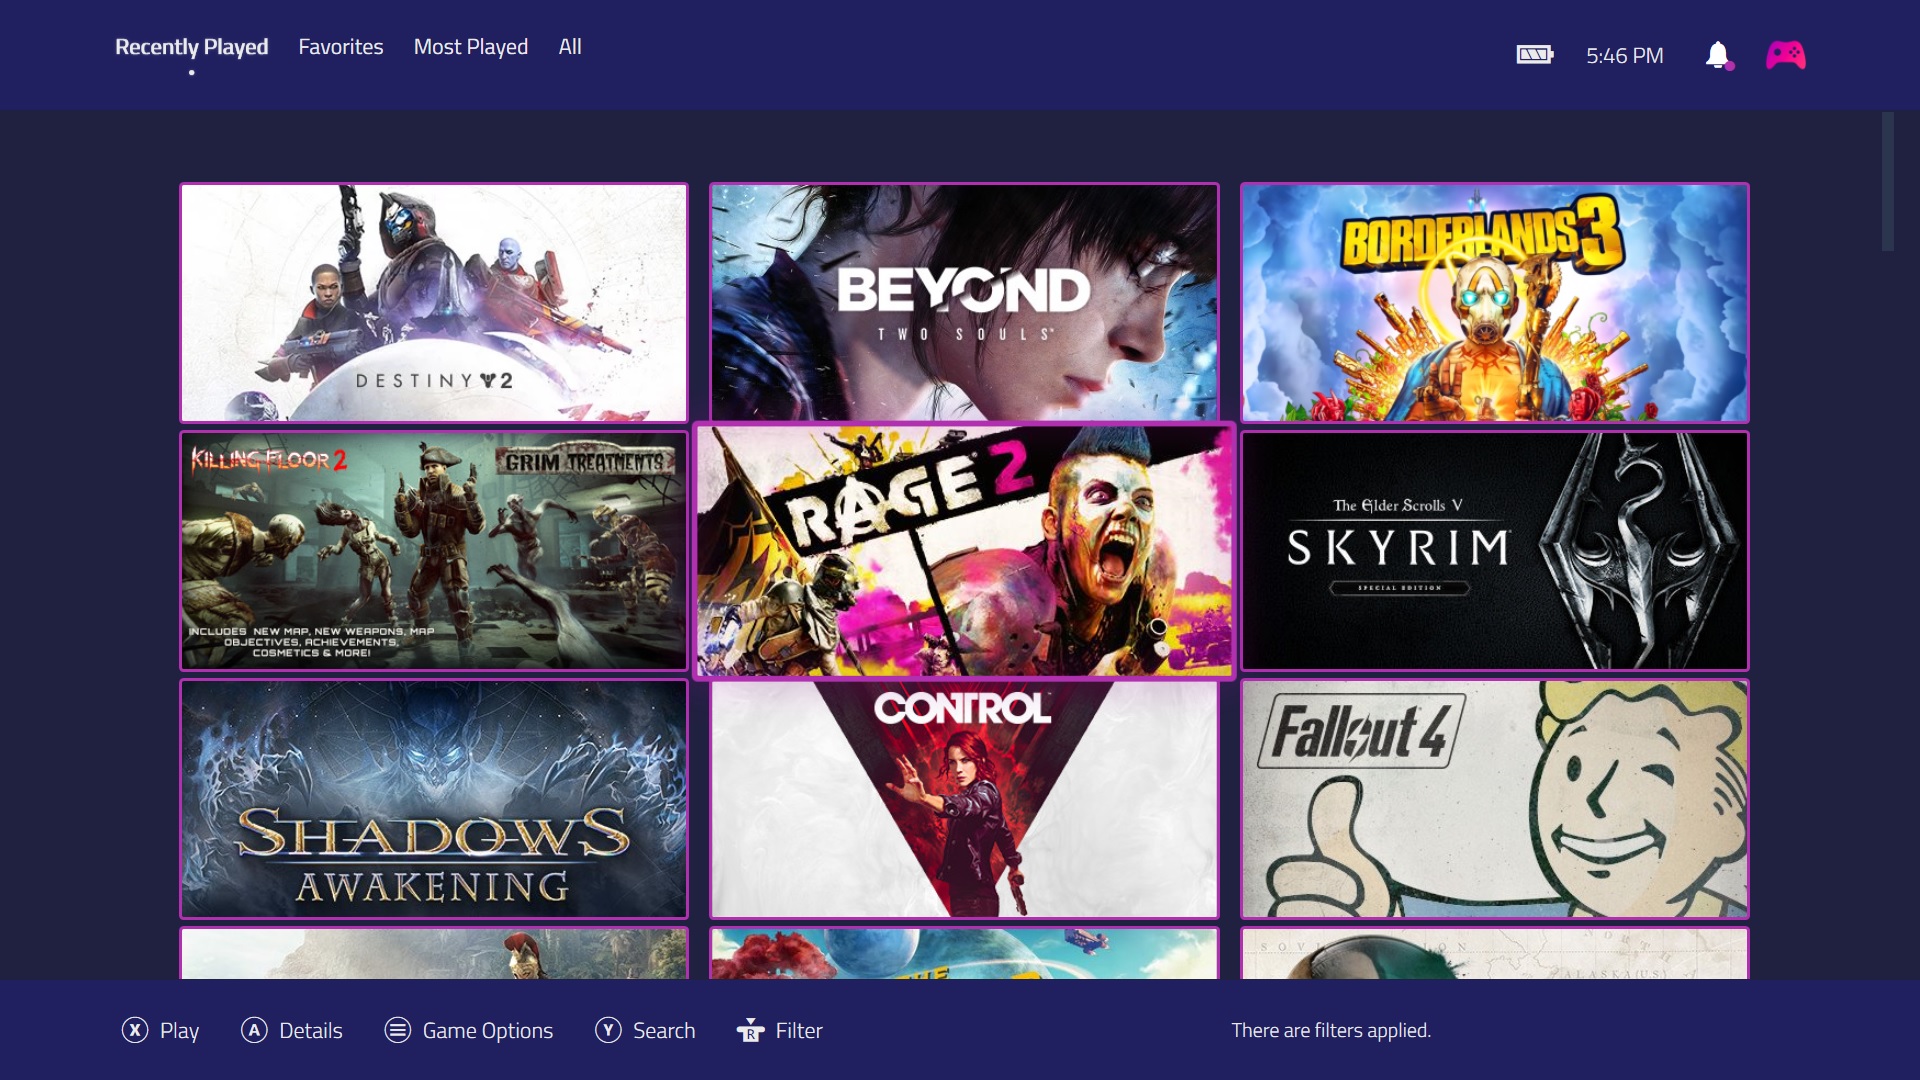 Recently Played
Favorites
Most Played
All
5:46 PM
DESTINY 2
BEYOND
TWO SOULS
BORDERLANDS 3
KILLING FLOOR 2
GRIM TREATMENTS
INCLUDES NEW MAP, NEW WEAPONS, MAP
OBJECTIVES, ACHIEVEMENTS,
COSMETICS & MORE!
RAGE 2
The Elder Scrolls V
SKYRIM
SPECIAL EDITION
SHADOWS
AWAKENING
CONTROL
Fallout 4
THE
ALASKA (U.S.)
X Play
A Details
Game Options
Y Search
R Filter
There are filters applied.